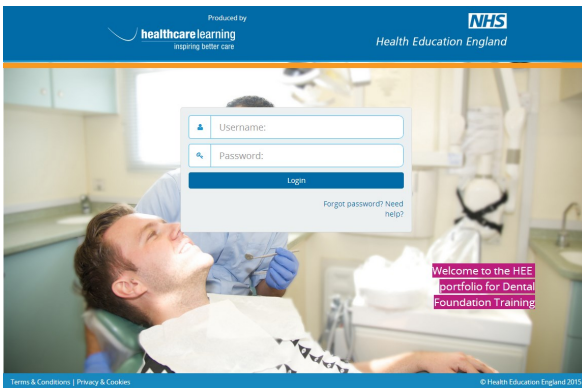 Produced by
healthcare learning
inspiring better care
NHS
Health Education England
Username:
Password:
Login
Forgot password? Need
help?
Welcome to the HEE
portfolio for Dental
Foundation Training
Terms & Conditions | Privacy & Cookies
© Health Education England 2015